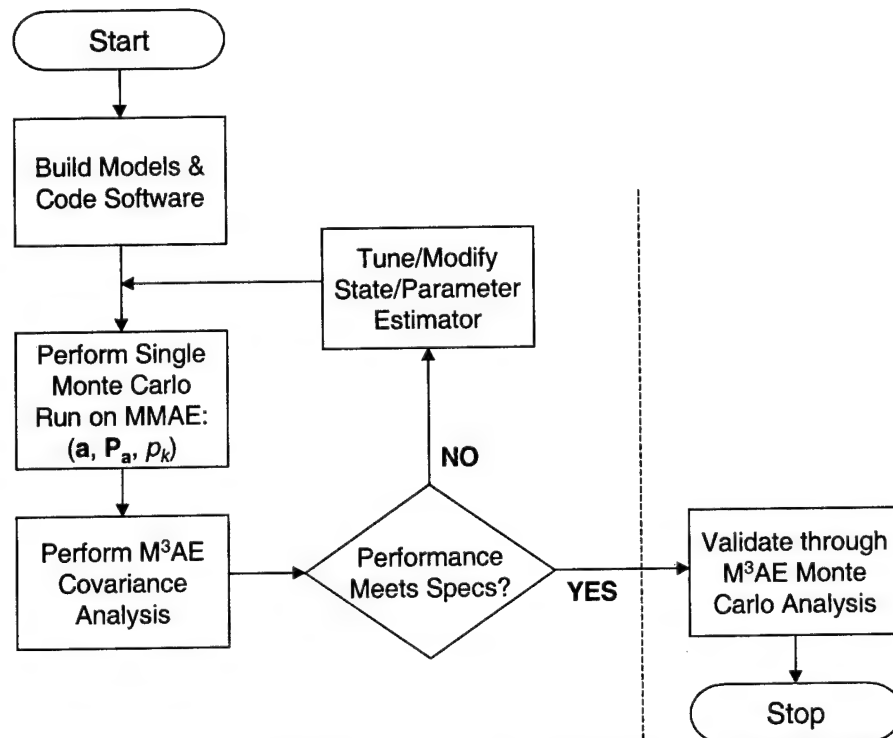 Start
Build Models &
Code Software
Tune/Modify
State/Parameter
Estimator
Perform Single
Monte Carlo
Run on MMAE:
(a, Pₐ, pₖ)
NO
Perform M³AE
Covariance
Analysis
Performance
Meets Specs?
YES
Validate through
M³AE Monte
Carlo Analysis
Stop